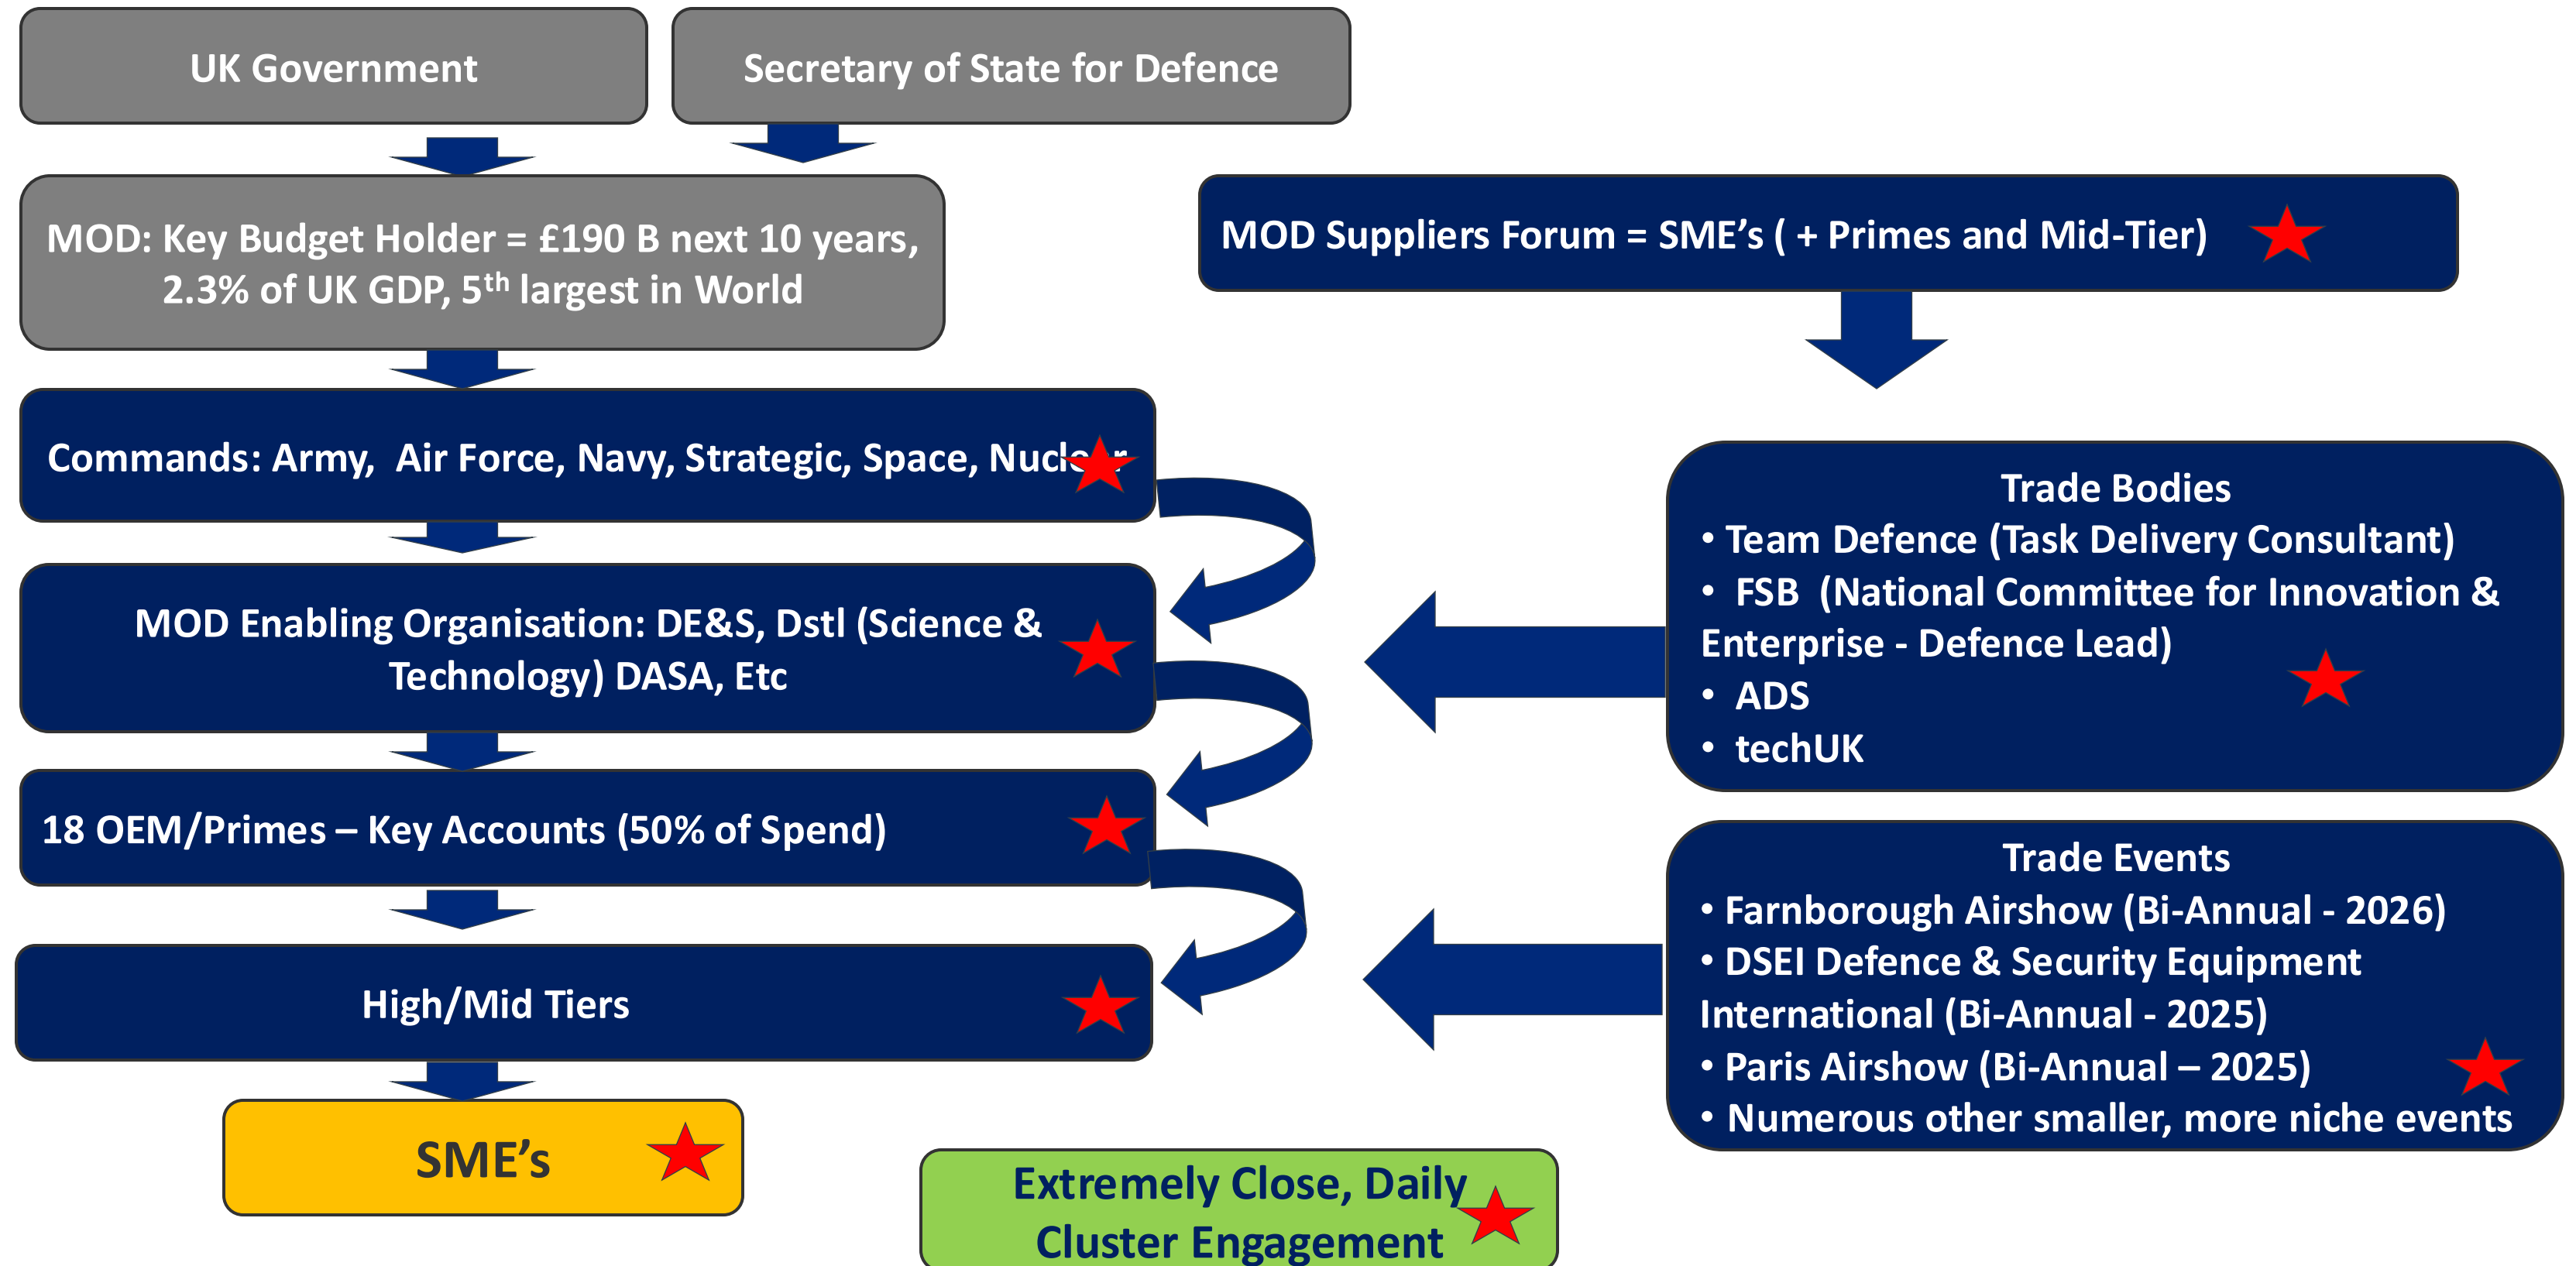 UK Government
Secretary of State for Defence
MOD: Key Budget Holder = £190 B next 10 years,
2.3% of UK GDP, 5th largest in World
MOD Suppliers Forum = SME’s ( + Primes and Mid-Tier)
Commands: Army,  Air Force, Navy, Strategic, Space, Nuclear
MOD Enabling Organisation: DE&S, Dstl (Science &
Technology) DASA, Etc
18 OEM/Primes – Key Accounts (50% of Spend)
High/Mid Tiers
SME’s
Trade Bodies
• Team Defence (Task Delivery Consultant)
•  FSB  (National Committee for Innovation &
Enterprise - Defence Lead)
•  ADS
•  techUK
Trade Events
• Farnborough Airshow (Bi-Annual - 2026)
• DSEI Defence & Security Equipment
International (Bi-Annual - 2025)
• Paris Airshow (Bi-Annual – 2025)
• Numerous other smaller, more niche events
Extremely Close, Daily
Cluster Engagement